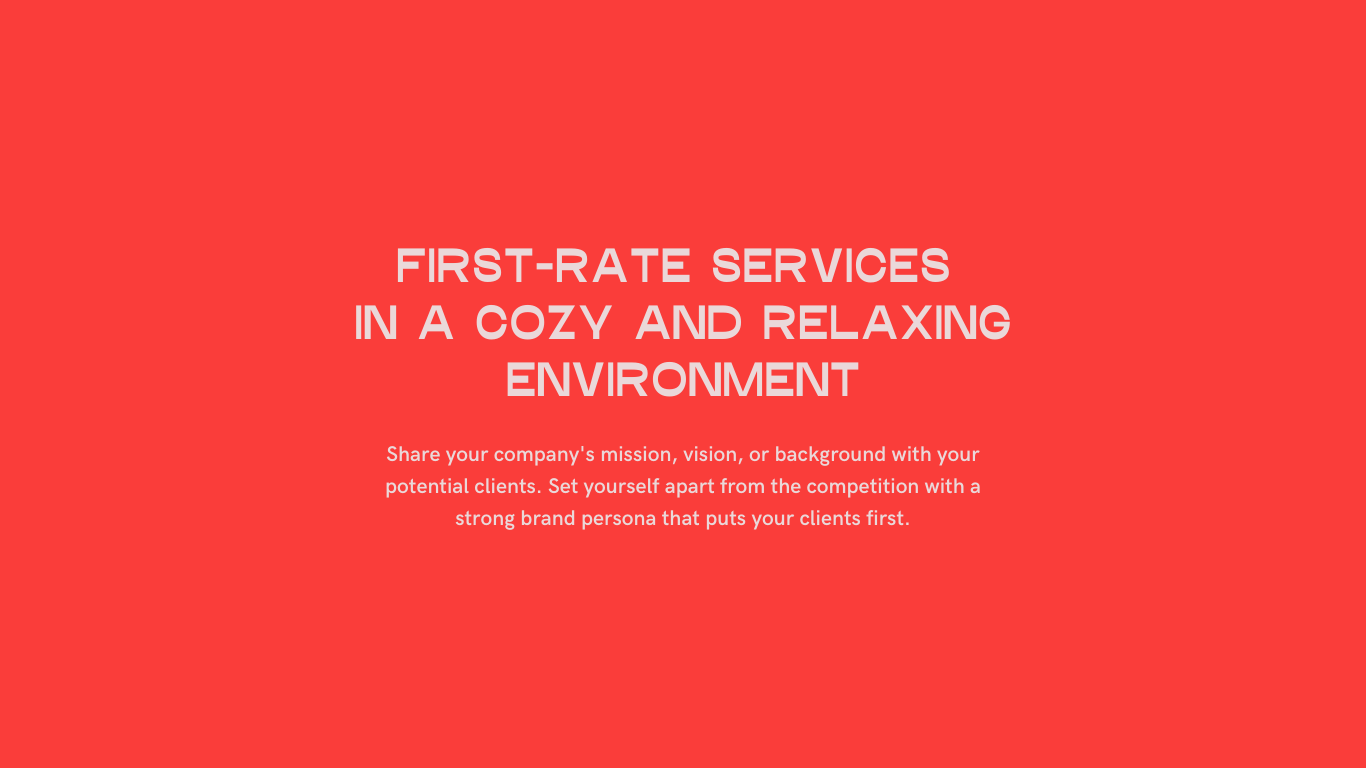 FIRST-RATE SERVICES
IN A COZY AND RELAXING
ENVIRONMENT
Share your company's mission, vision, or background with your
potential clients. Set yourself apart from the competition with a
strong brand persona that puts your clients first.